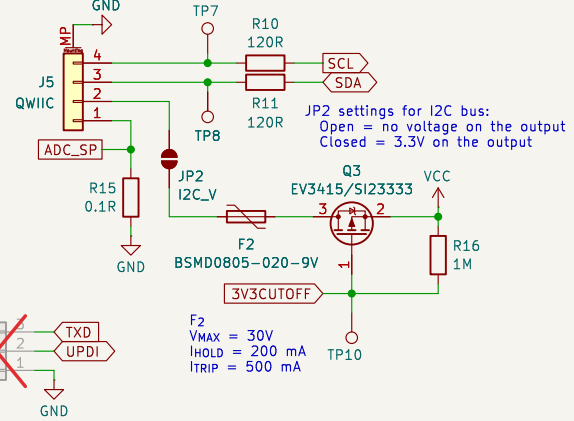 GND
TP7
MP
R10
120R
4
SCL
J5
3
SDA
QWIIC
2
R11
120R
1
TP8
JP2 settings for I2C bus:
Open = no voltage on the output
Closed = 3.3V on the output
ADC_SP
JP2
I2C_V
Q3
EV3415/SI23333
VCC
R15
0.1R
3
2
F2
BSMD0805-020-9V
R16
1M
GND
1
3V3CUTOFF
F2
VMAX = 30V
IHOLD = 200 mA
ITRIP = 500 mA
TP10
3
TXD
2
UPDI
1
GND